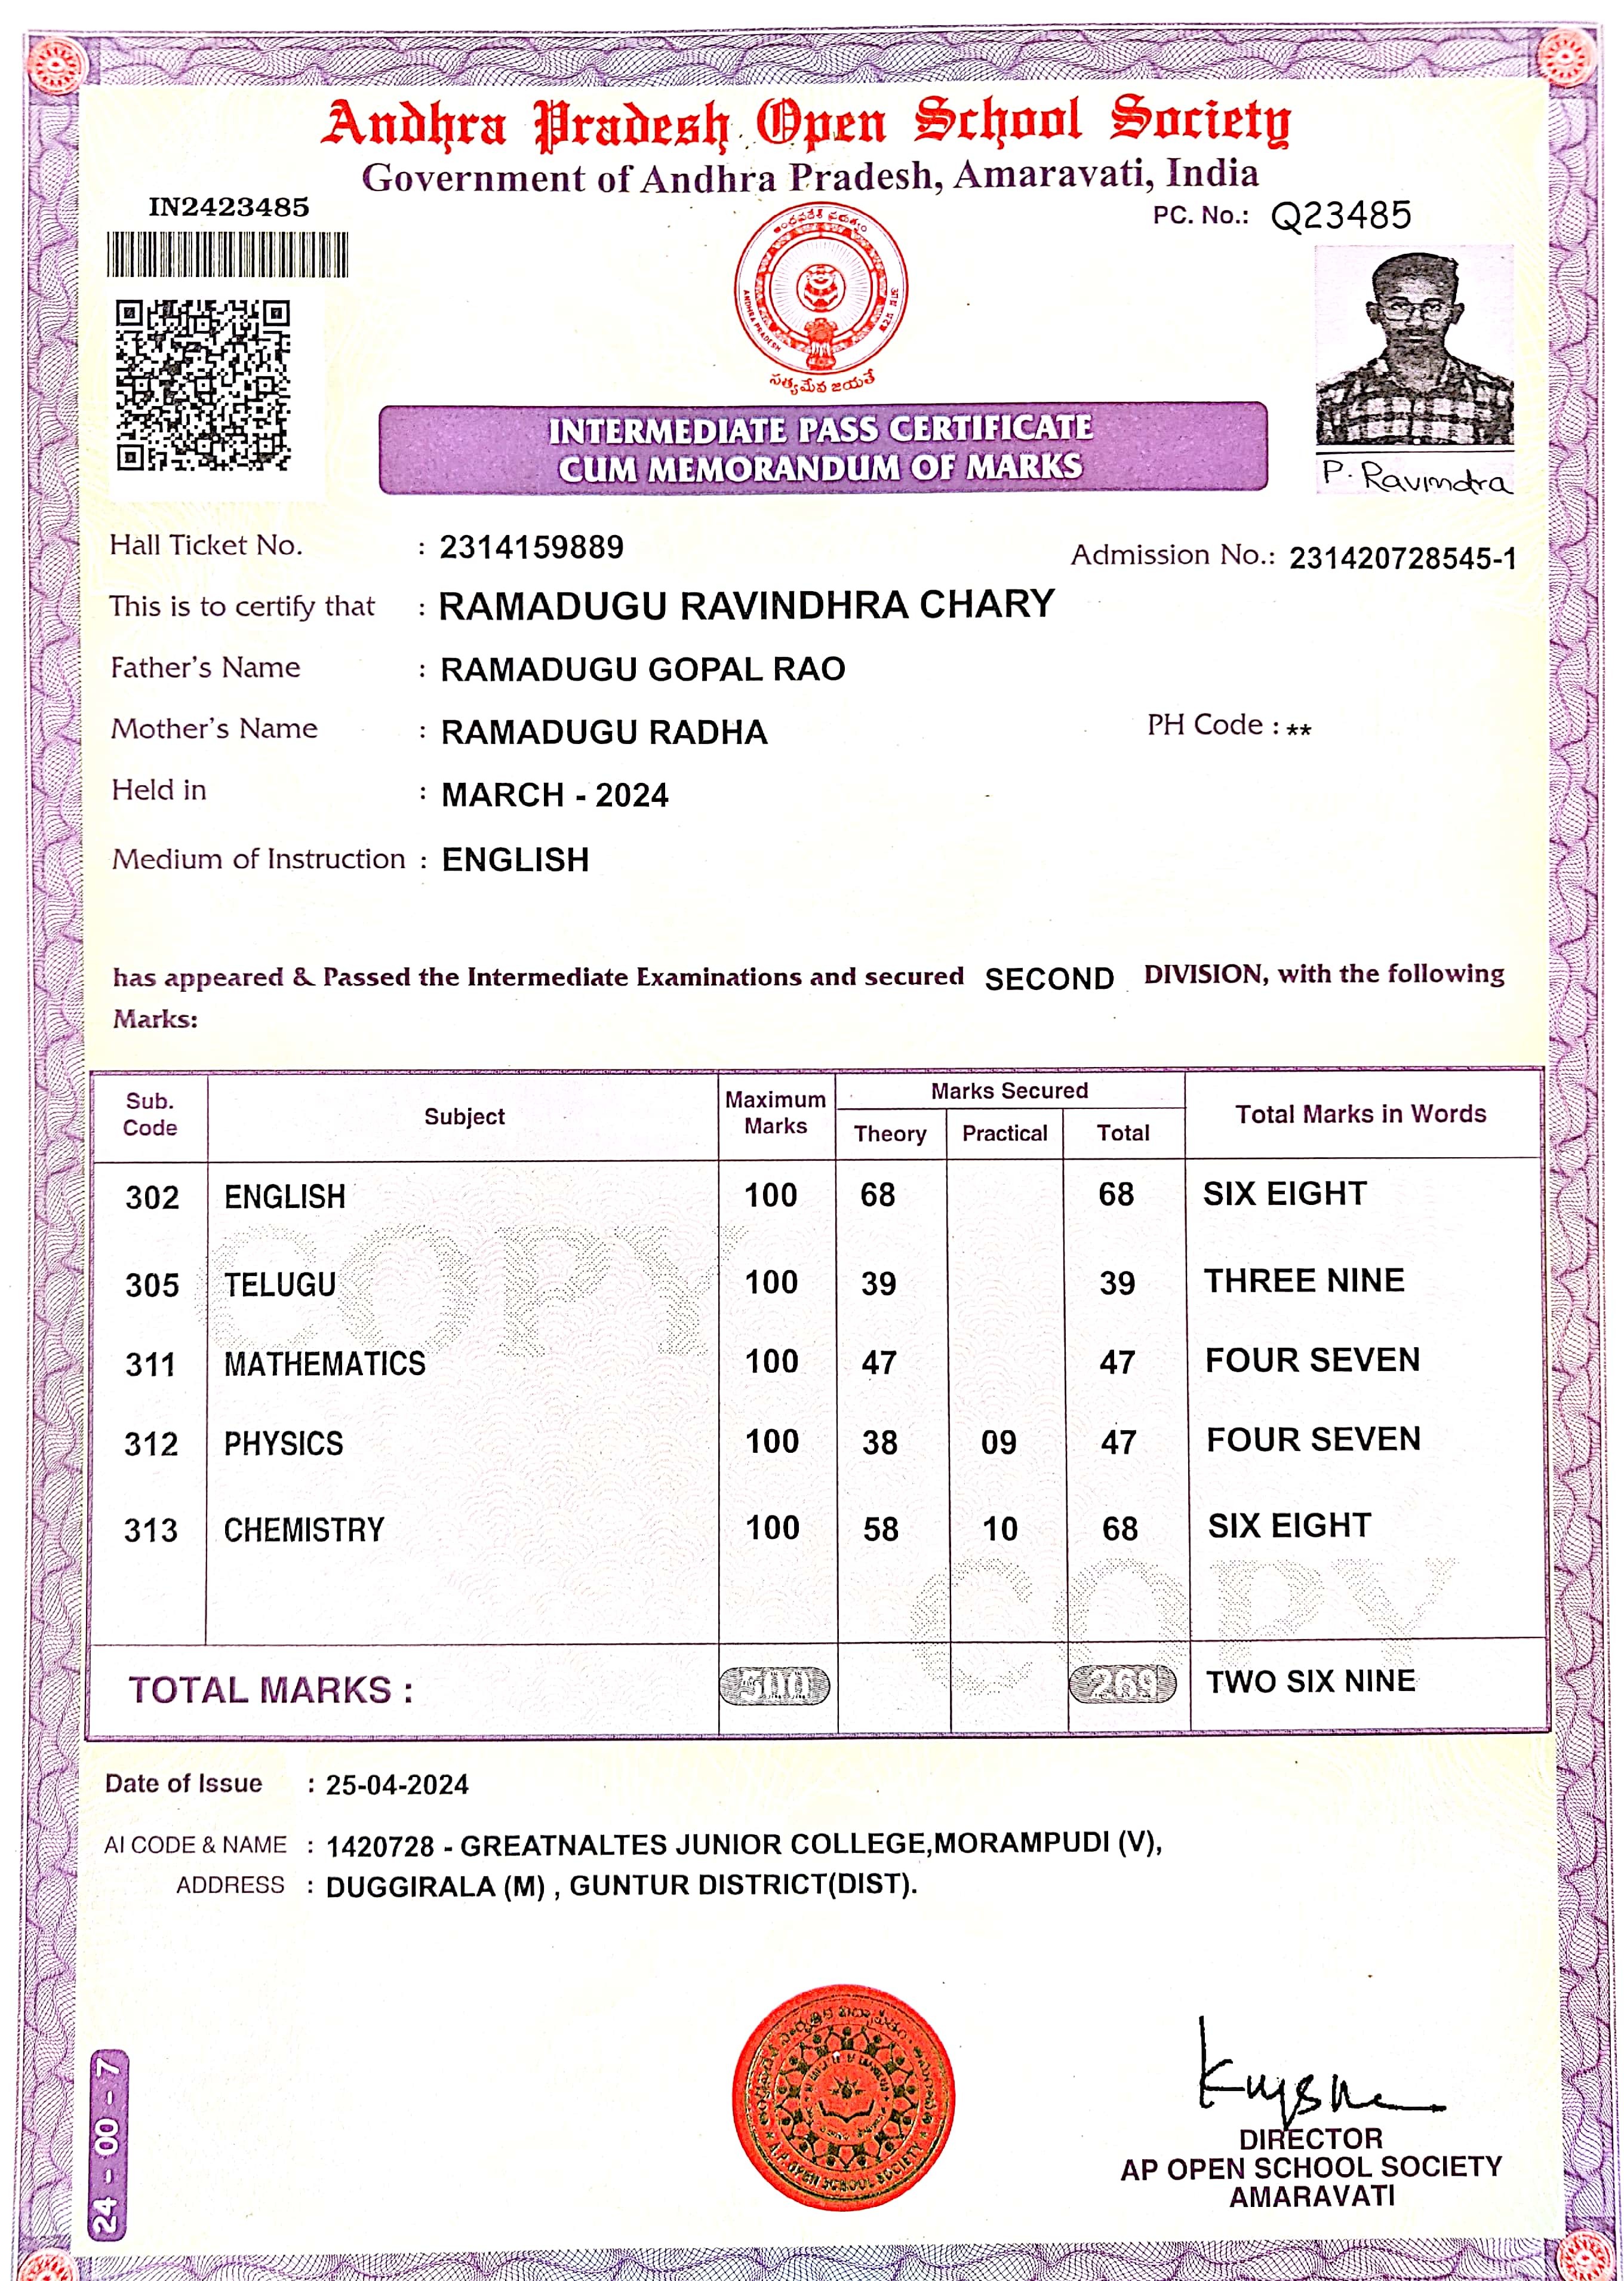 Andhra Pradesh Open School Society
Government of Andhra Pradesh, Amaravati, India
IN2423485
PC. No.: Q23485
ANDHRA PRADESH
సత్యమేవ జయతే
INTERMEDIATE PASS CERTIFICATE
CUM MEMORANDUM OF MARKS
P. Ravindra
Hall Ticket No. : 2314159889
Admission No.: 231420728545-1
This is to certify that : RAMADUGU RAVINDHRA CHARY
Father's Name : RAMADUGU GOPAL RAO
Mother's Name : RAMADUGU RADHA
PH Code : **
Held in : MARCH - 2024
Medium of Instruction : ENGLISH
has appeared & Passed the Intermediate Examinations and secured SECOND DIVISION, with the following
Marks:
Sub. Code Subject Maximum Marks Marks Secured Total Marks in Words
Theory Practical Total
302 ENGLISH 100 68 68 SIX EIGHT
305 TELUGU 100 39 39 THREE NINE
311 MATHEMATICS 100 47 47 FOUR SEVEN
312 PHYSICS 100 38 09 47 FOUR SEVEN
313 CHEMISTRY 100 58 10 68 SIX EIGHT
COPY
COPY
TOTAL MARKS : 500 269 TWO SIX NINE
Date of Issue : 25-04-2024
AI CODE & NAME : 1420728 - GREATNALTES JUNIOR COLLEGE,MORAMPUDI (V),
ADDRESS : DUGGIRALA (M) , GUNTUR DISTRICT(DIST).
24 - 00 - 7
AP OPEN SCHOOL SOCIETY
DIRECTOR
AP OPEN SCHOOL SOCIETY
AMARAVATI